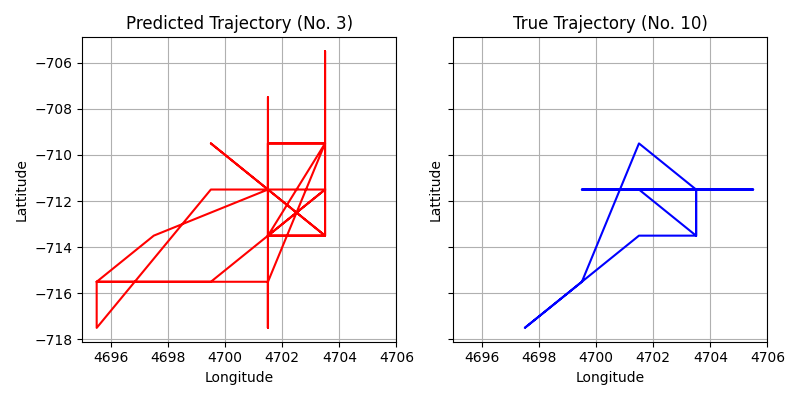 Predicted Trajectory (No. 3)
True Trajectory (No. 10)
Lattitude
−706
−708
−710
−712
−714
−716
−718
4696 4698 4700 4702 4704 4706
Longitude
Lattitude
4696 4698 4700 4702 4704 4706
Longitude